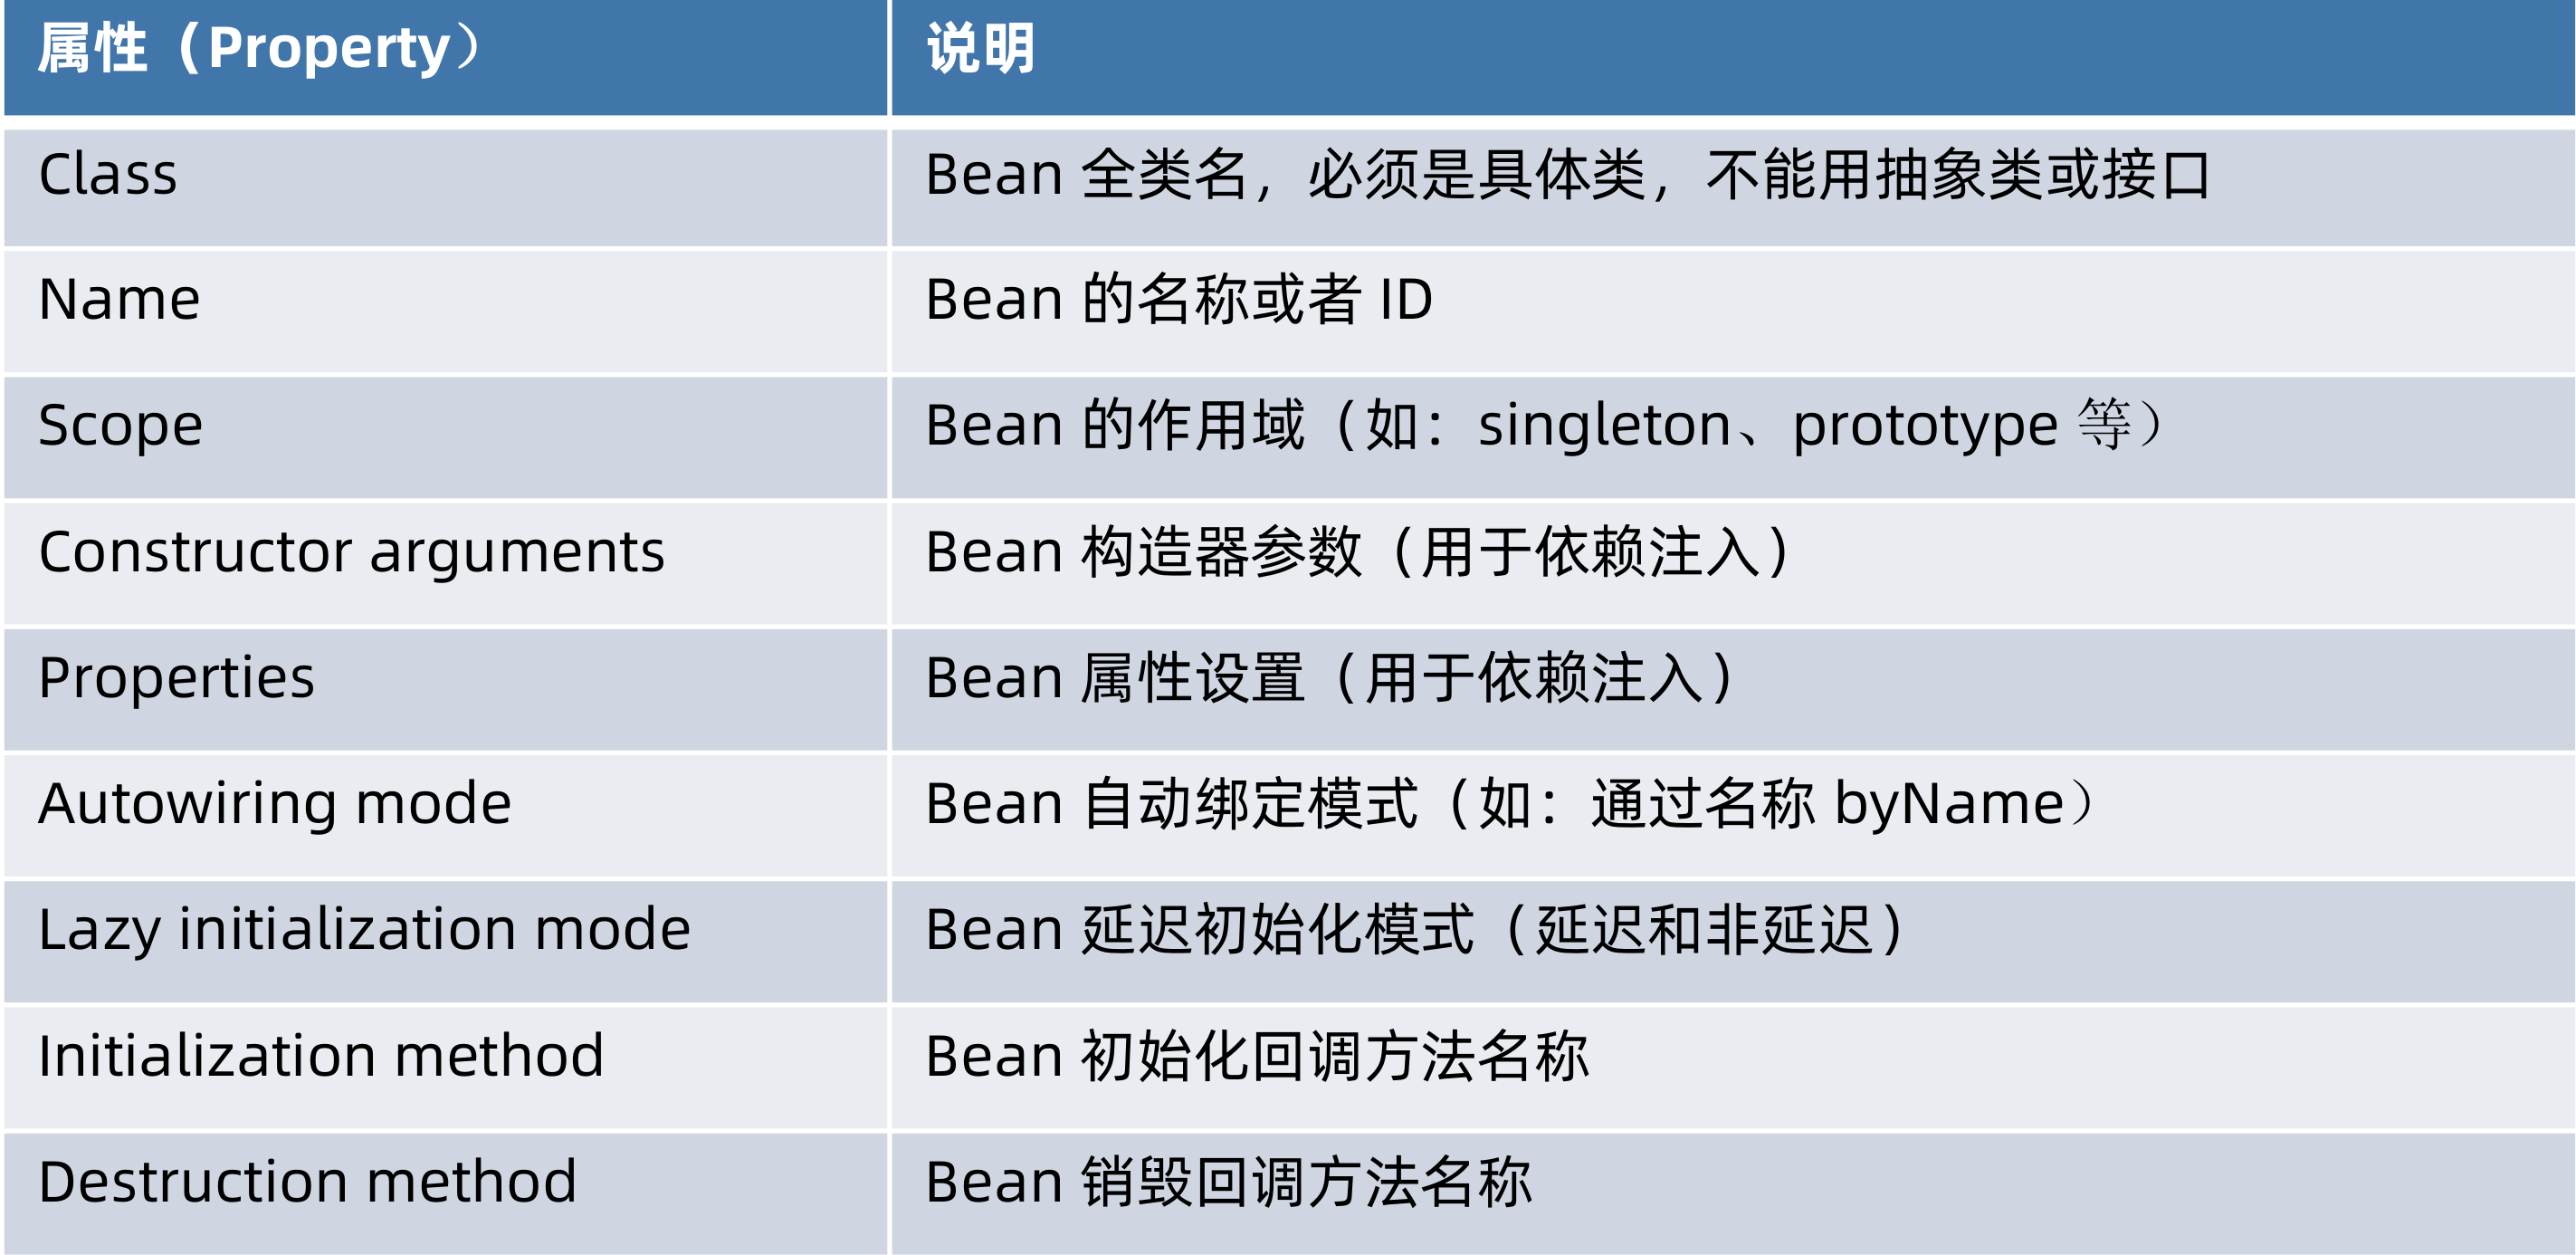 属性（Property） 说明
Class Bean 全类名，必须是具体类，不能用抽象类或接口
Name Bean 的名称或者 ID
Scope Bean 的作用域（如：singleton、prototype 等）
Constructor arguments Bean 构造器参数（用于依赖注入）
Properties Bean 属性设置（用于依赖注入）
Autowiring mode Bean 自动绑定模式（如：通过名称 byName）
Lazy initialization mode Bean 延迟初始化模式（延迟和非延迟）
Initialization method Bean 初始化回调方法名称
Destruction method Bean 销毁回调方法名称